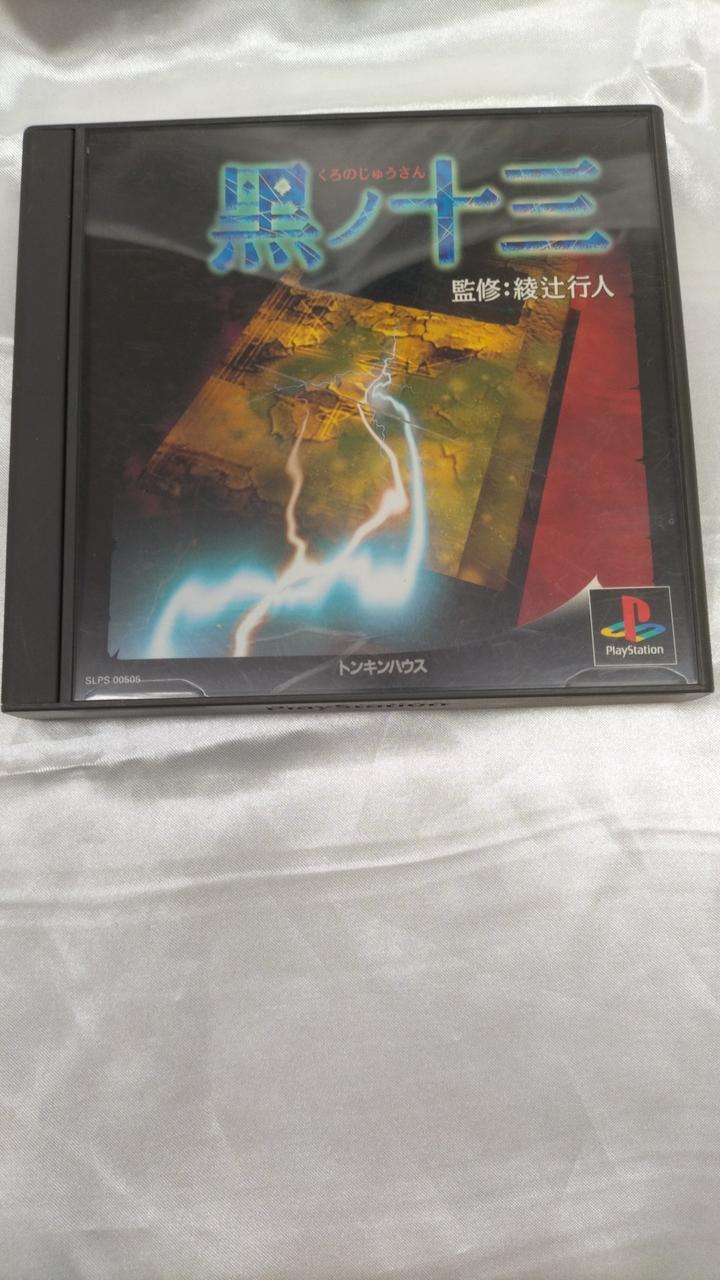 くろのじゅうさん
黒ノ十三
監修:綾辻行人
PlayStation
SLPS 00505
トンキンハウス
PlayStation